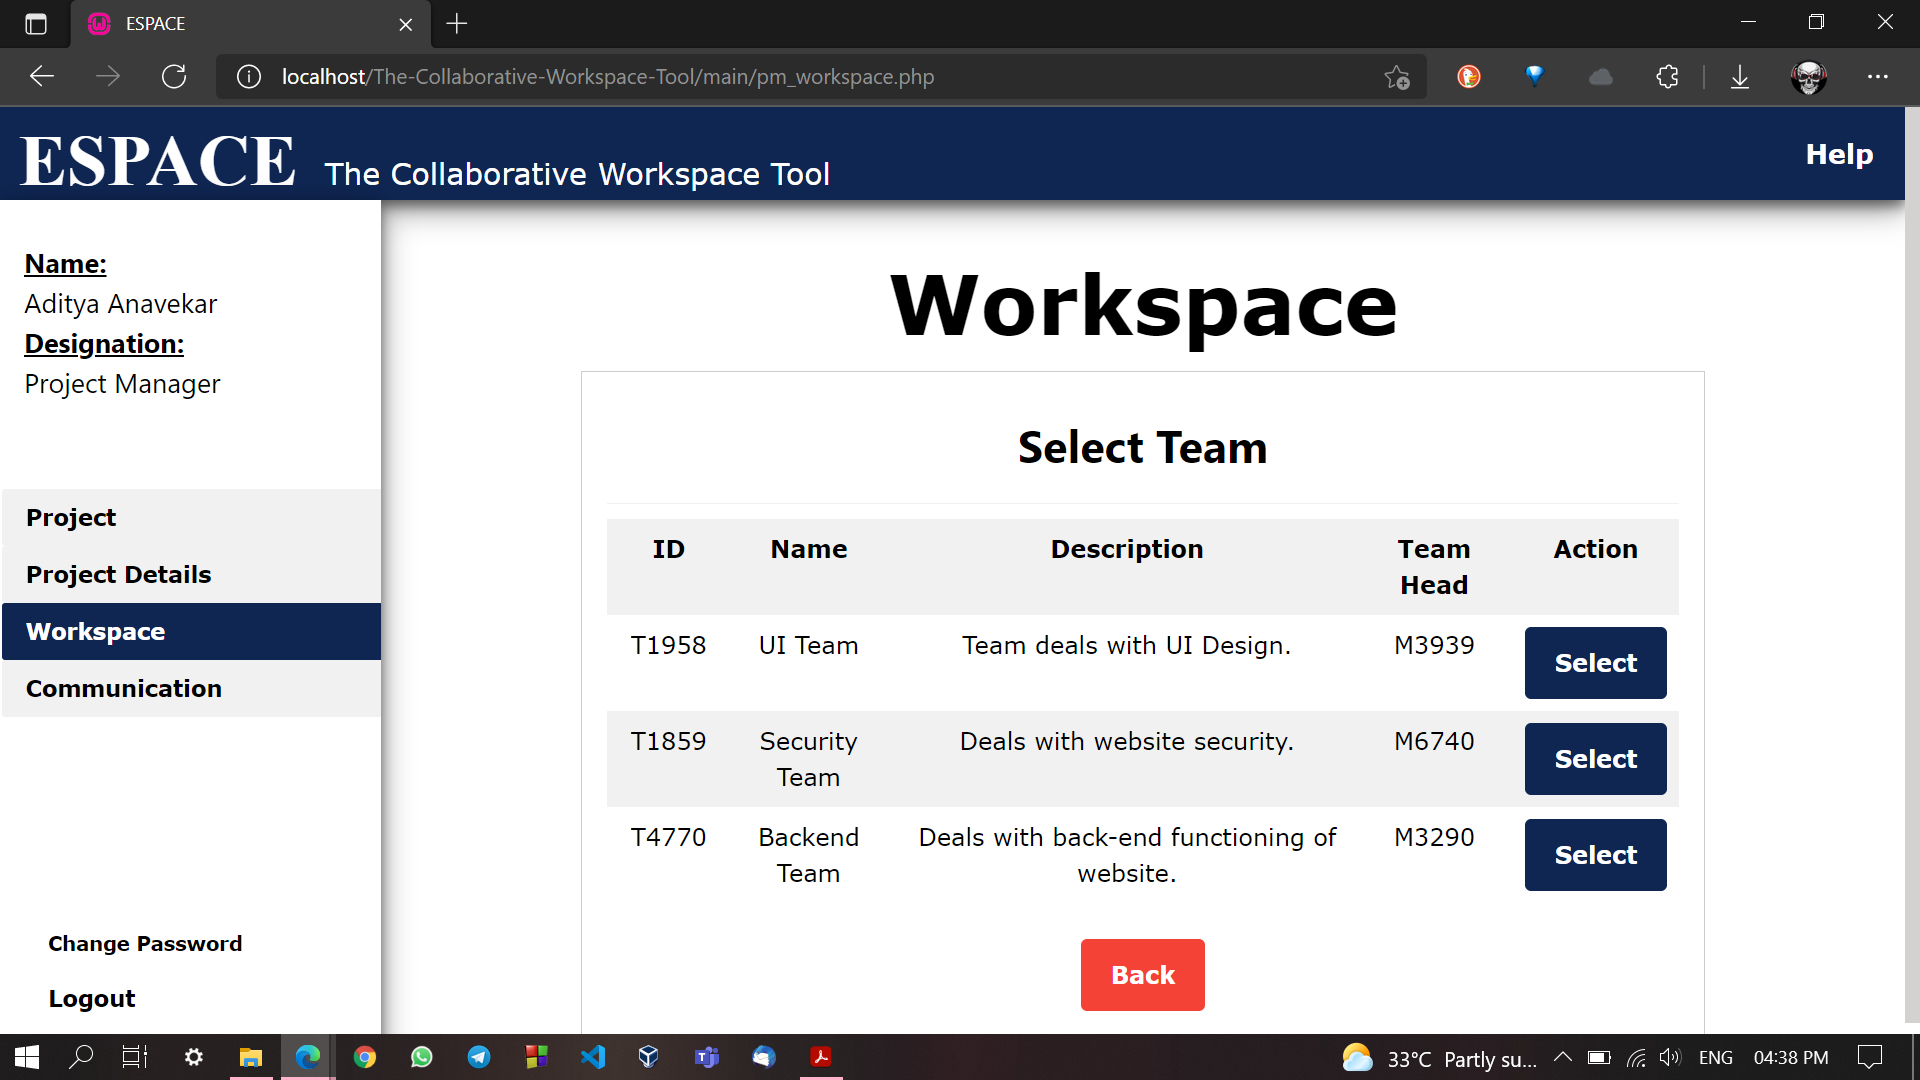 ESPACE
localhost/The-Collaborative-Workspace-Tool/main/pm_workspace.php
ESPACE The Collaborative Workspace Tool
Help
Name:
Aditya Anavekar
Designation:
Project Manager
Project
Project Details
Workspace
Communication
Change Password
Logout
Workspace
Select Team
ID Name Description Team Head Action
T1958 UI Team Team deals with UI Design. M3939 Select
T1859 Security Team Deals with website security. M6740 Select
T4770 Backend Team Deals with back-end functioning of website. M3290 Select
Back
33°C Partly su... ENG 04:38 PM